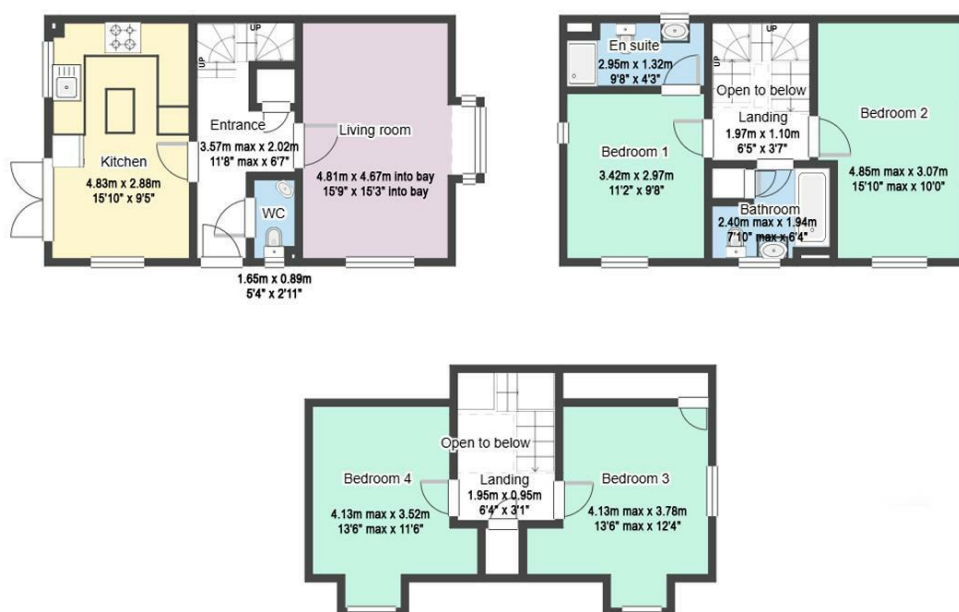 UP
UP
Kitchen
4.83m x 2.88m
15'10" x 9'5"
Entrance
3.57m max x 2.02m
11'8" max x 6'7"
WC
1.65m x 0.89m
5'4" x 2'11"
Living room
4.81m x 4.67m into bay
15'9" x 15'3" into bay
En suite
2.95m x 1.32m
9'8" x 4'3"
UP
UP
Open to below
Landing
1.97m x 1.10m
6'5" x 3'7"
Bedroom 1
3.42m x 2.97m
11'2" x 9'8"
Bedroom 2
4.85m max x 3.07m
15'10" max x 10'0"
Bathroom
2.40m max x 1.94m
7'10" max x 6'4"
Open to below
Landing
1.95m x 0.95m
6'4" x 3'1"
Bedroom 4
4.13m max x 3.52m
13'6" max x 11'6"
Bedroom 3
4.13m max x 3.78m
13'6" max x 12'4"